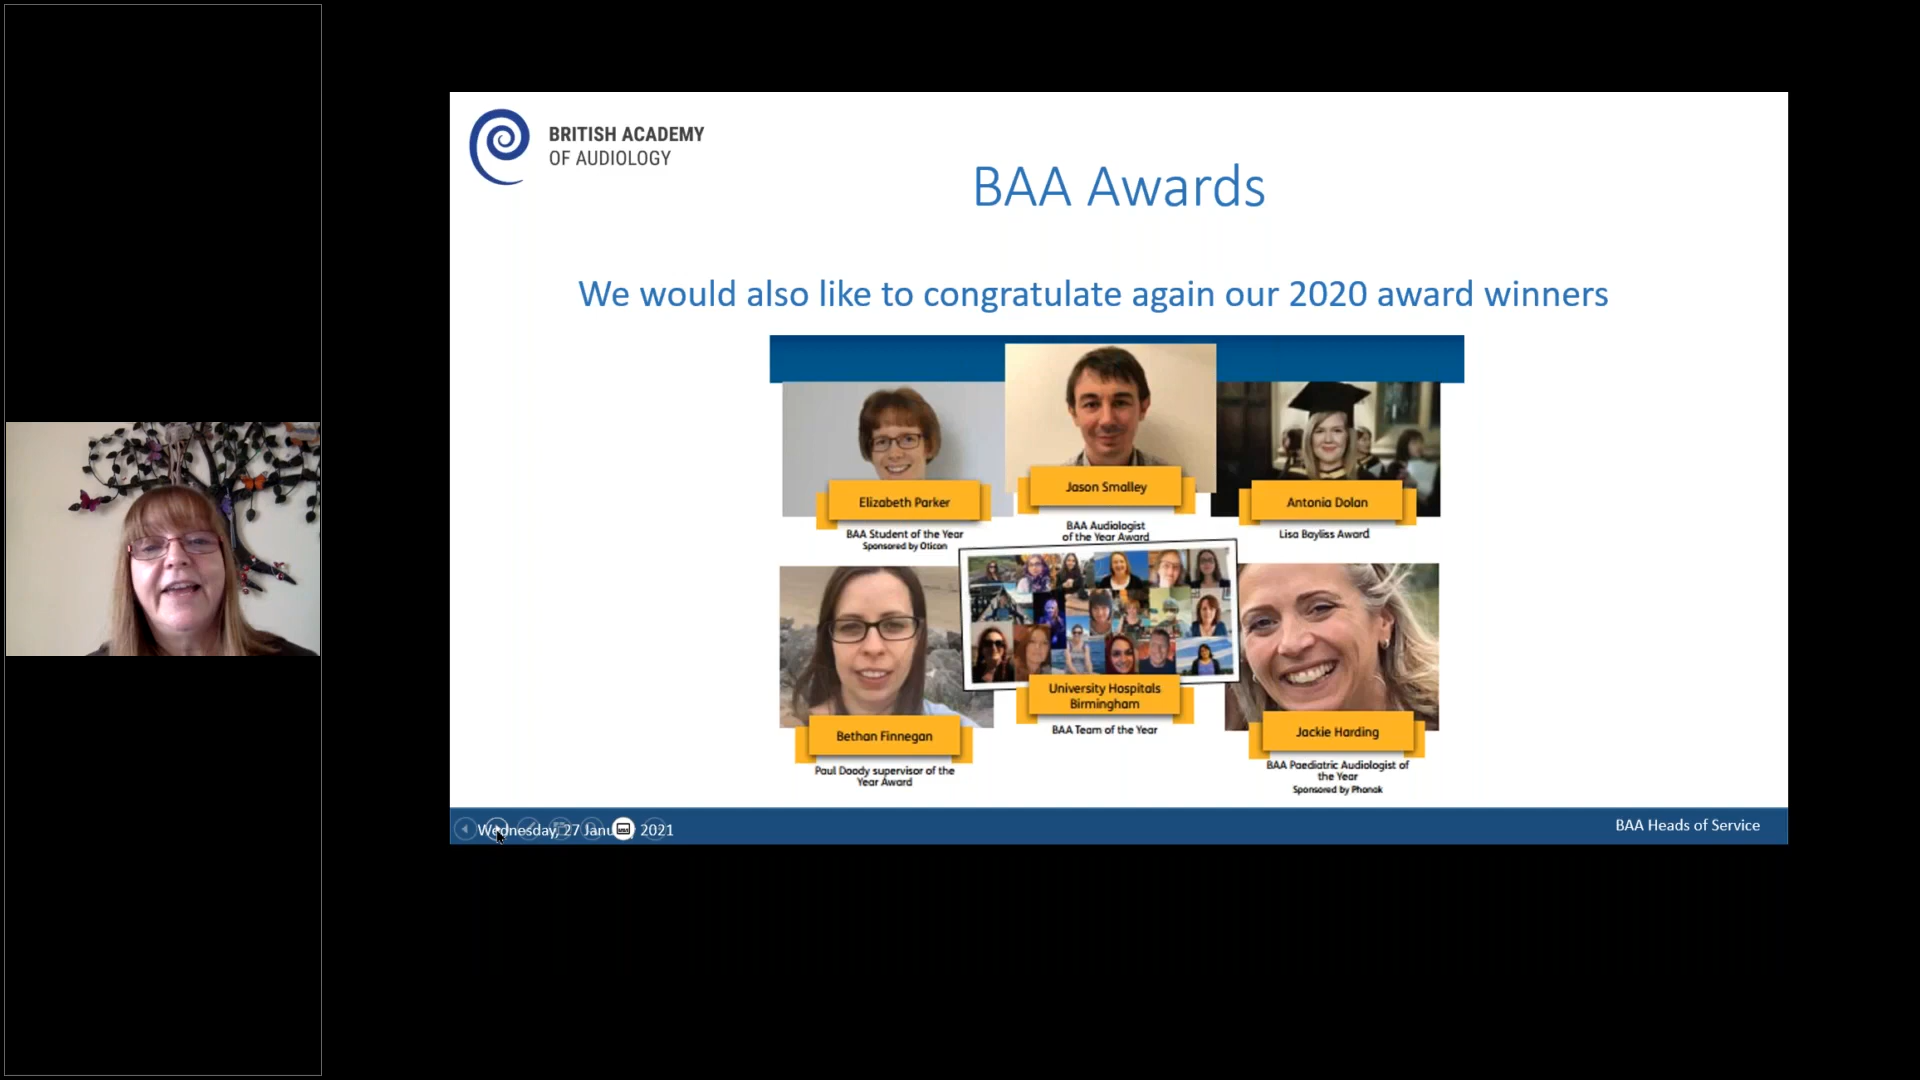 BRITISH ACADEMY
OF AUDIOLOGY
BAA Awards
We would also like to congratulate again our 2020 award winners
Elizabeth Parker
BAA Student of the Year
Sponsored by Oticon
Jason Smalley
BAA Audiologist
of the Year Award
Antonia Dolan
Lisa Bayliss Award
Bethan Finnegan
Paul Doody supervisor of the
Year Award
University Hospitals
Birmingham
BAA Team of the Year
Jackie Harding
BAA Paediatric Audiologist of
the Year
Sponsored by Phonak
Wednesday, 27 Janu 2021
BAA Heads of Service